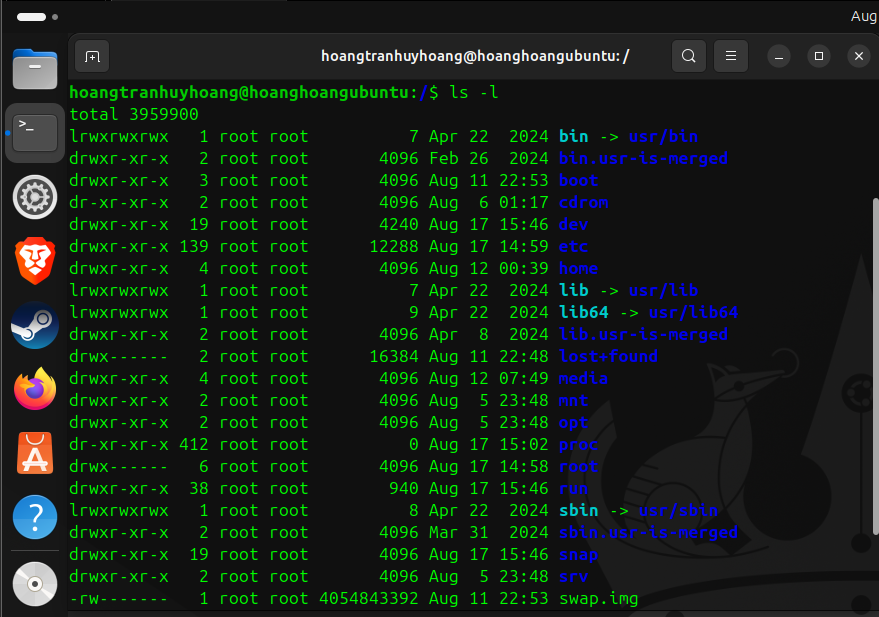 Aug
hoangtranhuyhoang@hoanghoangubuntu: /
hoangtranhuyhoang@hoanghoangubuntu:/$ ls -l
total 3959900
lrwxrwxrwx   1 root root          7 Apr 22  2024 bin -> usr/bin
drwxr-xr-x   2 root root       4096 Feb 26  2024 bin.usr-is-merged
drwxr-xr-x   3 root root       4096 Aug 11 22:53 boot
dr-xr-xr-x   2 root root       4096 Aug  6 01:17 cdrom
drwxr-xr-x  19 root root       4240 Aug 17 15:46 dev
drwxr-xr-x 139 root root      12288 Aug 17 14:59 etc
drwxr-xr-x   4 root root       4096 Aug 12 00:39 home
lrwxrwxrwx   1 root root          7 Apr 22  2024 lib -> usr/lib
lrwxrwxrwx   1 root root          9 Apr 22  2024 lib64 -> usr/lib64
drwxr-xr-x   2 root root       4096 Apr  8  2024 lib.usr-is-merged
drwx------   2 root root      16384 Aug 11 22:48 lost+found
drwxr-xr-x   4 root root       4096 Aug 12 07:49 media
drwxr-xr-x   2 root root       4096 Aug  5 23:48 mnt
drwxr-xr-x   2 root root       4096 Aug  5 23:48 opt
dr-xr-xr-x 412 root root          0 Aug 17 15:02 proc
drwx------   6 root root       4096 Aug 17 14:58 root
drwxr-xr-x  38 root root        940 Aug 17 15:46 run
lrwxrwxrwx   1 root root          8 Apr 22  2024 sbin -> usr/sbin
drwxr-xr-x   2 root root       4096 Mar 31  2024 sbin.usr-is-merged
drwxr-xr-x  19 root root       4096 Aug 17 15:46 snap
drwxr-xr-x   2 root root       4096 Aug  5 23:48 srv
-rw-------   1 root root 4054843392 Aug 11 22:53 swap.img